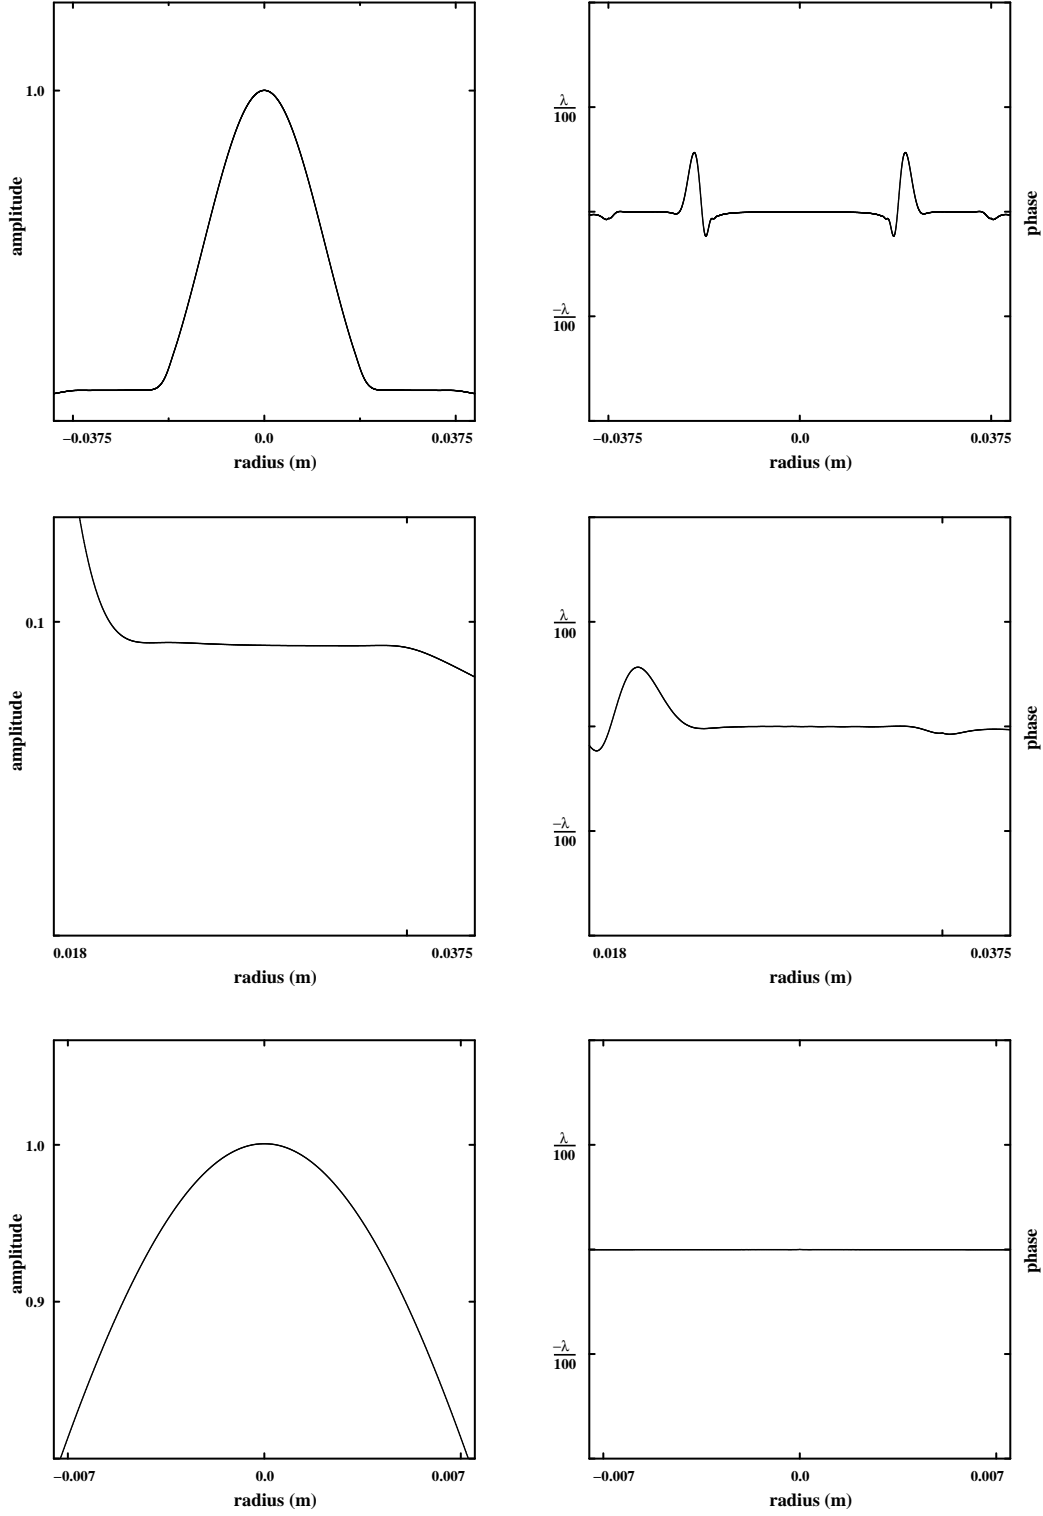 1.0
amplitude
−0.0375
0.0
0.0375
radius (m)
λ
100
−λ
100
phase
−0.0375
0.0
0.0375
radius (m)
0.1
amplitude
0.018
0.0375
radius (m)
λ
100
−λ
100
phase
0.018
0.0375
radius (m)
1.0
0.9
amplitude
−0.007
0.0
0.007
radius (m)
λ
100
−λ
100
phase
−0.007
0.0
0.007
radius (m)